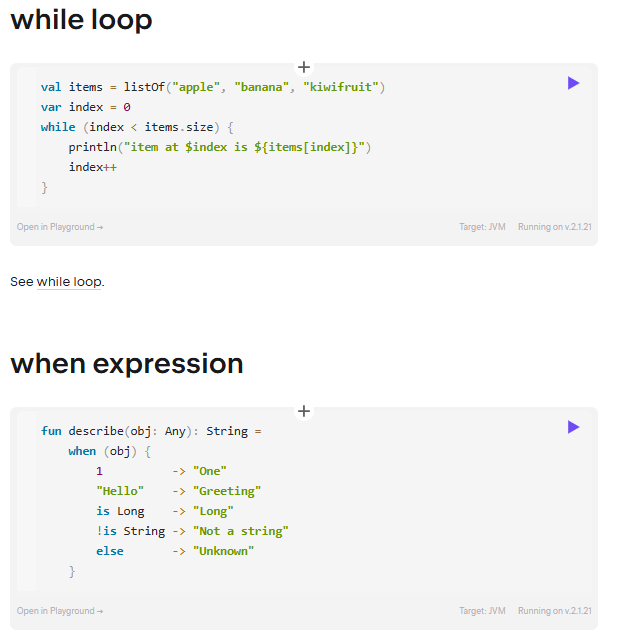 while loop
val items = listOf("apple", "banana", "kiwifruit")
var index = 0
while (index < items.size) {
    println("item at $index is ${items[index]}")
    index++
}
Open in Playground → Target: JVM Running on v.2.1.21
See while loop.
when expression
fun describe(obj: Any): String =
    when (obj) {
        1          -> "One"
        "Hello"    -> "Greeting"
        is Long    -> "Long"
        !is String -> "Not a string"
        else       -> "Unknown"
    }
Open in Playground → Target: JVM Running on v.2.1.21